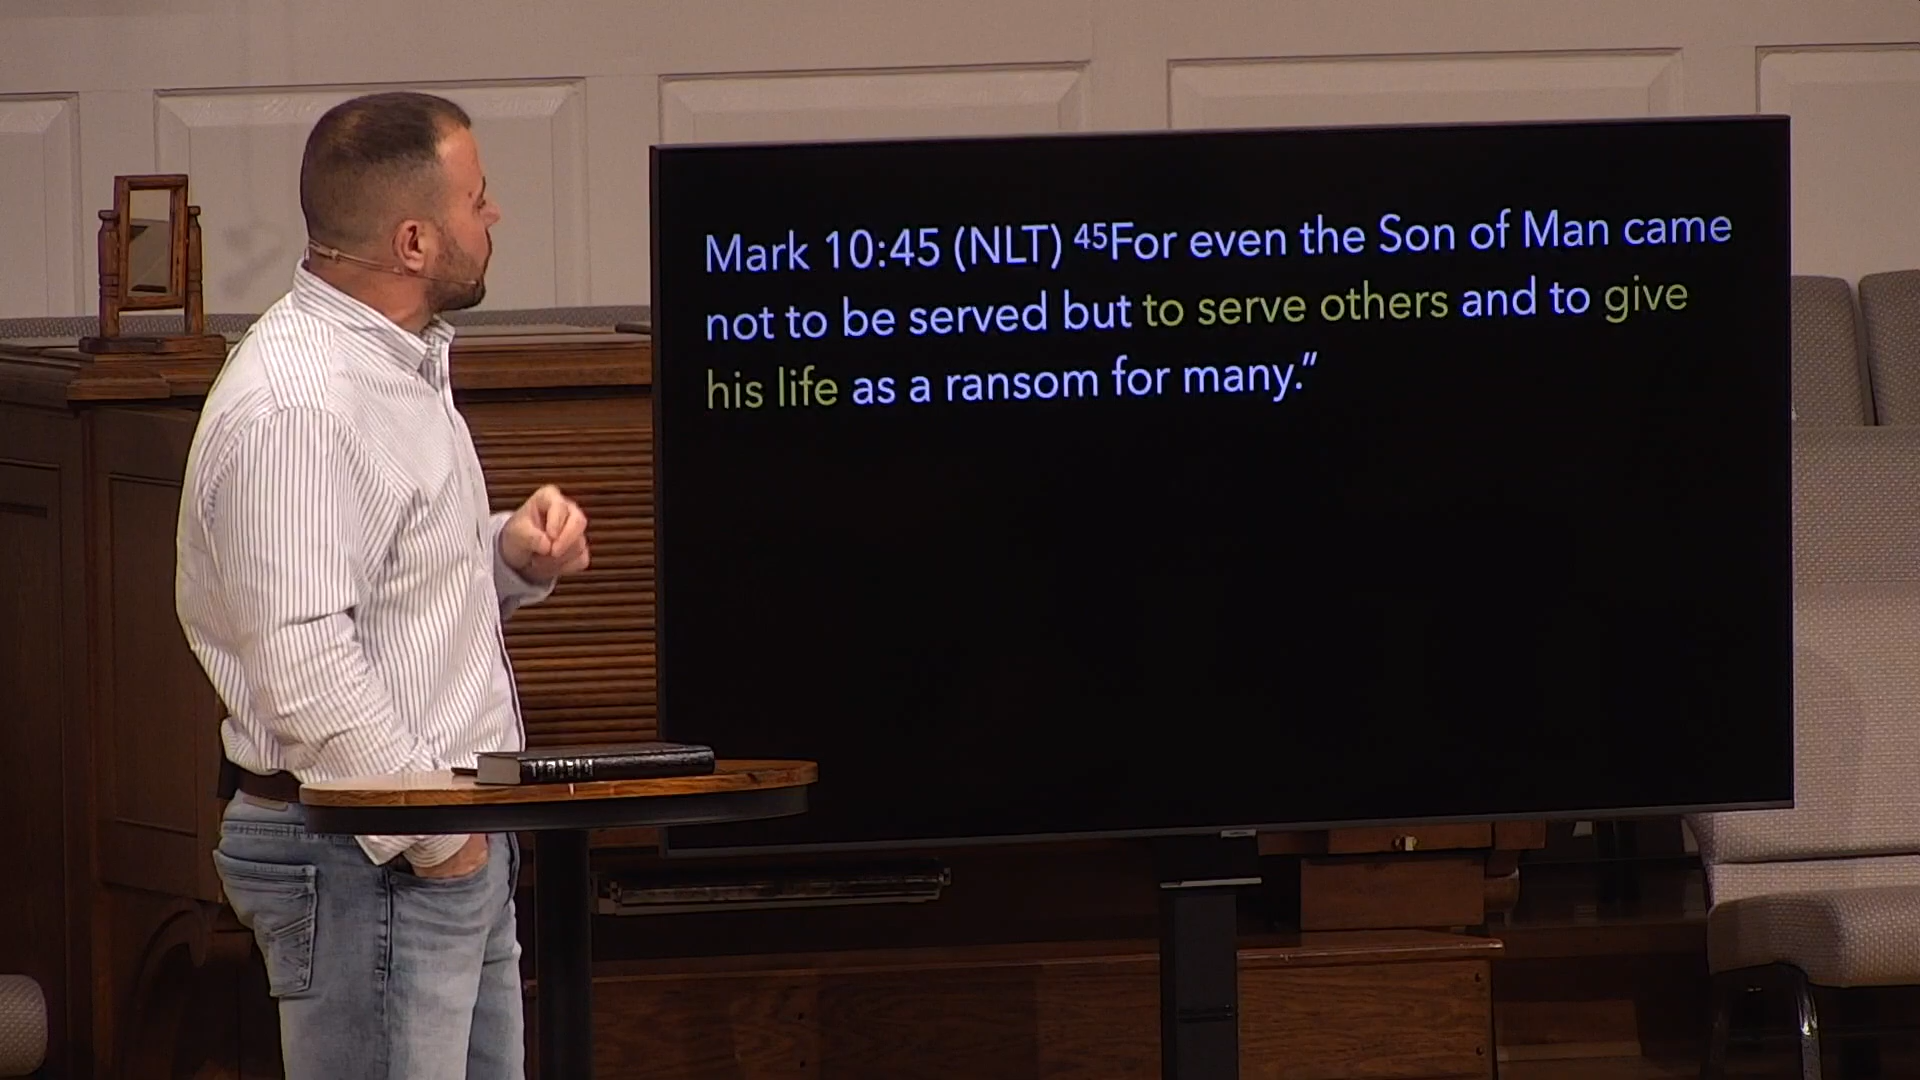 Mark 10:45 (NLT) ⁴⁵For even the Son of Man came
not to be served but to serve others and to give
his life as a ransom for many.”